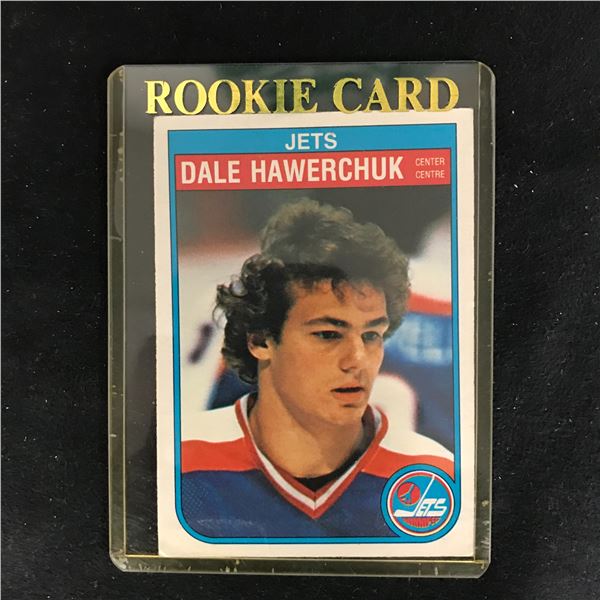 ROOKIE CARD
JETS
DALE HAWERCHUK
CENTER
CENTRE
JETS